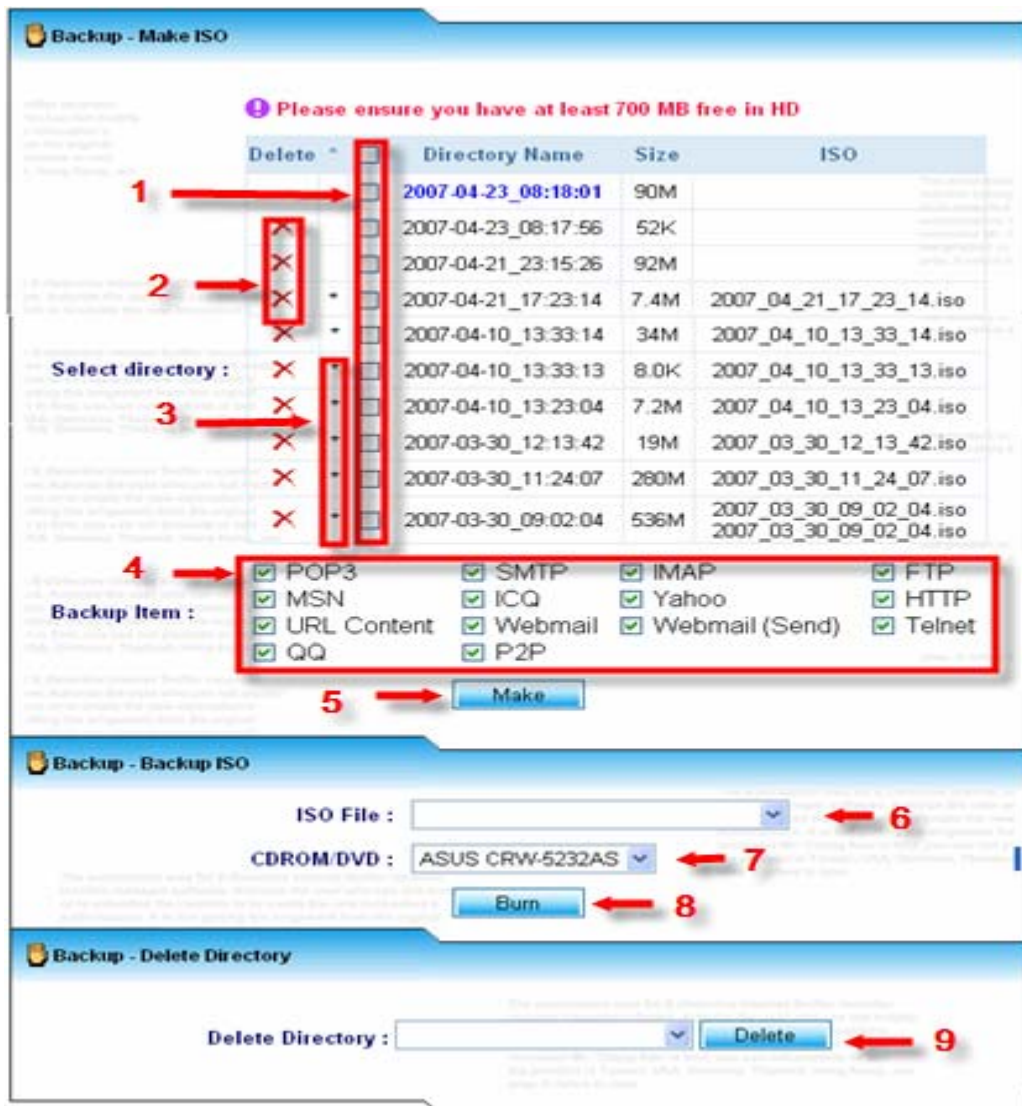 Backup - Make ISO
Please ensure you have at least 700 MB free in HD
Delete * Directory Name Size ISO
1
2007-04-23_08:18:01 90M
2007-04-23_08:17:56 52K
2007-04-21_23:15:26 92M
2
* 2007-04-21_17:23:14 7.4M 2007_04_21_17_23_14.iso
* 2007-04-10_13:33:14 34M 2007_04_10_13_33_14.iso
Select directory : * 2007-04-10_13:33:13 8.0K 2007_04_10_13_33_13.iso
3
* 2007-04-10_13:23:04 7.2M 2007_04_10_13_23_04.iso
* 2007-03-30_12:13:42 19M 2007_03_30_12_13_42.iso
* 2007-03-30_11:24:07 280M 2007_03_30_11_24_07.iso
* 2007-03-30_09:02:04 536M 2007_03_30_09_02_04.iso
2007_03_30_09_02_04.iso
4
POP3 SMTP IMAP FTP
Backup Item : MSN ICQ Yahoo HTTP
URL Content Webmail Webmail (Send) Telnet
QQ P2P
5 Make
Backup - Backup ISO
ISO File : 6
CDROM/DVD : ASUS CRW-5232AS 7
Burn 8
Backup - Delete Directory
Delete Directory : Delete 9